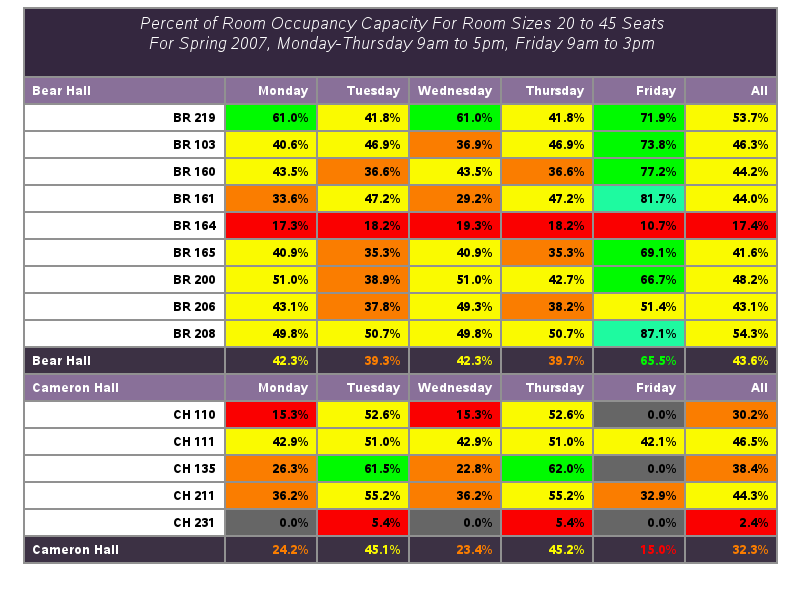 Percent of Room Occupancy Capacity For Room Sizes 20 to 45 Seats
For Spring 2007, Monday-Thursday 9am to 5pm, Friday 9am to 3pm
Bear Hall Monday Tuesday Wednesday Thursday Friday All
BR 219 61.0% 41.8% 61.0% 41.8% 71.9% 53.7%
BR 103 40.6% 46.9% 36.9% 46.9% 73.8% 46.3%
BR 160 43.5% 36.6% 43.5% 36.6% 77.2% 44.2%
BR 161 33.6% 47.2% 29.2% 47.2% 81.7% 44.0%
BR 164 17.3% 18.2% 19.3% 18.2% 10.7% 17.4%
BR 165 40.9% 35.3% 40.9% 35.3% 69.1% 41.6%
BR 200 51.0% 38.9% 51.0% 42.7% 66.7% 48.2%
BR 206 43.1% 37.8% 49.3% 38.2% 51.4% 43.1%
BR 208 49.8% 50.7% 49.8% 50.7% 87.1% 54.3%
Bear Hall 42.3% 39.3% 42.3% 39.7% 65.5% 43.6%
Cameron Hall Monday Tuesday Wednesday Thursday Friday All
CH 110 15.3% 52.6% 15.3% 52.6% 0.0% 30.2%
CH 111 42.9% 51.0% 42.9% 51.0% 42.1% 46.5%
CH 135 26.3% 61.5% 22.8% 62.0% 0.0% 38.4%
CH 211 36.2% 55.2% 36.2% 55.2% 32.9% 44.3%
CH 231 0.0% 5.4% 0.0% 5.4% 0.0% 2.4%
Cameron Hall 24.2% 45.1% 23.4% 45.2% 15.0% 32.3%